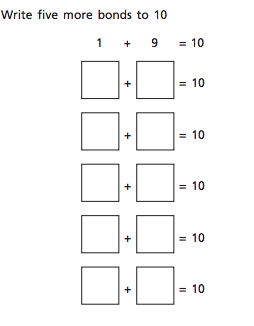 Write five more bonds to 10
1 + 9 = 10
+ = 10
+ = 10
+ = 10
+ = 10
+ = 10